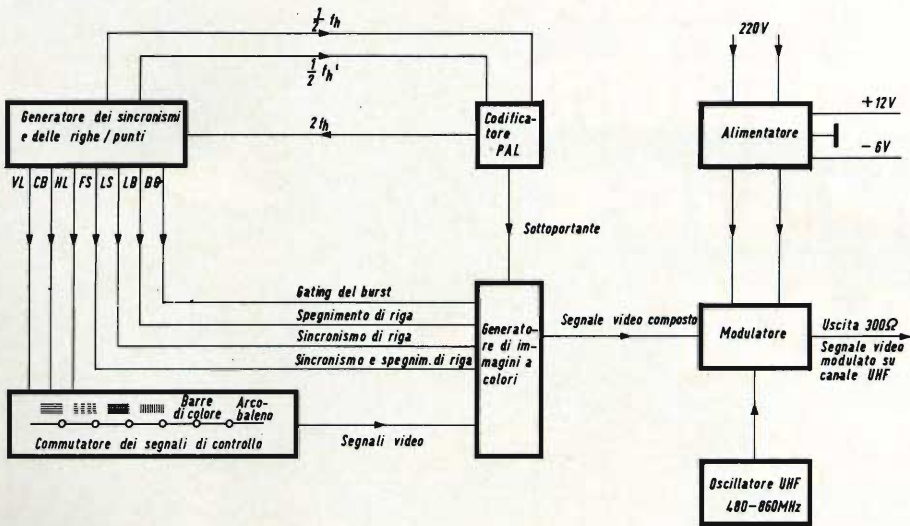 1/2 fh
1/2 fh'
2fh
220V
Generatore dei sincronismi
e delle righe / punti
Codifica-
tore
PAL
Alimentatore
+12V
-6V
VL CB HL FS LS LB BG
Sottoportante
Gating del burst
Spegnimento di riga
Sincronismo di riga
Sincronismo e spegnim. di riga
Generato-
re di im-
magini a
colori
Segnale video composto
Modulatore
Uscita 300Ω
Segnale video
modulato su
canale UHF
Barre
di colore
Arco-
baleno
Commutatore dei segnali di controllo
Segnali video
Oscillatore UHF
480-860MHz